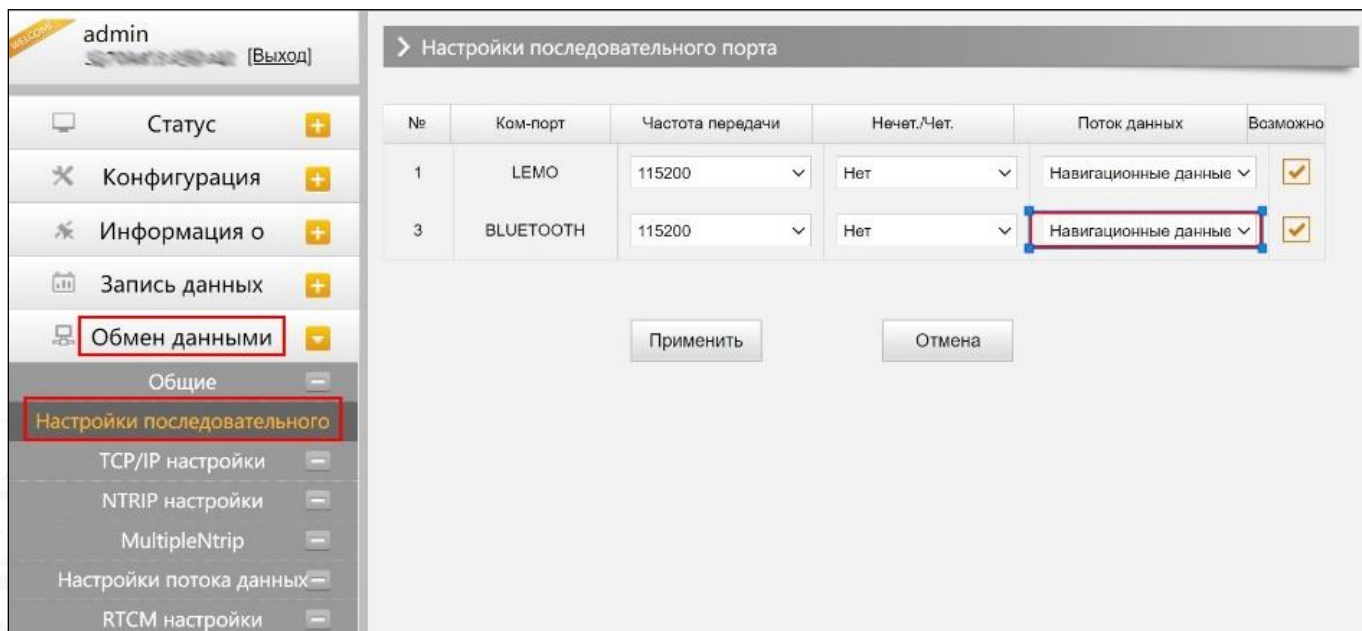 WELCOME
admin
[Выход]
Статус
Конфигурация
Информация о
Запись данных
Обмен данными
Общие
Настройки последовательного
TCP/IP настройки
NTRIP настройки
MultipleNtrip
Настройки потока данных
RTCM настройки
Настройки последовательного порта
№ Ком-порт Частота передачи Нечет./Чет. Поток данных Возможно
1 LEMO 115200 Нет Навигационные данные
3 BLUETOOTH 115200 Нет Навигационные данные
Применить Отмена